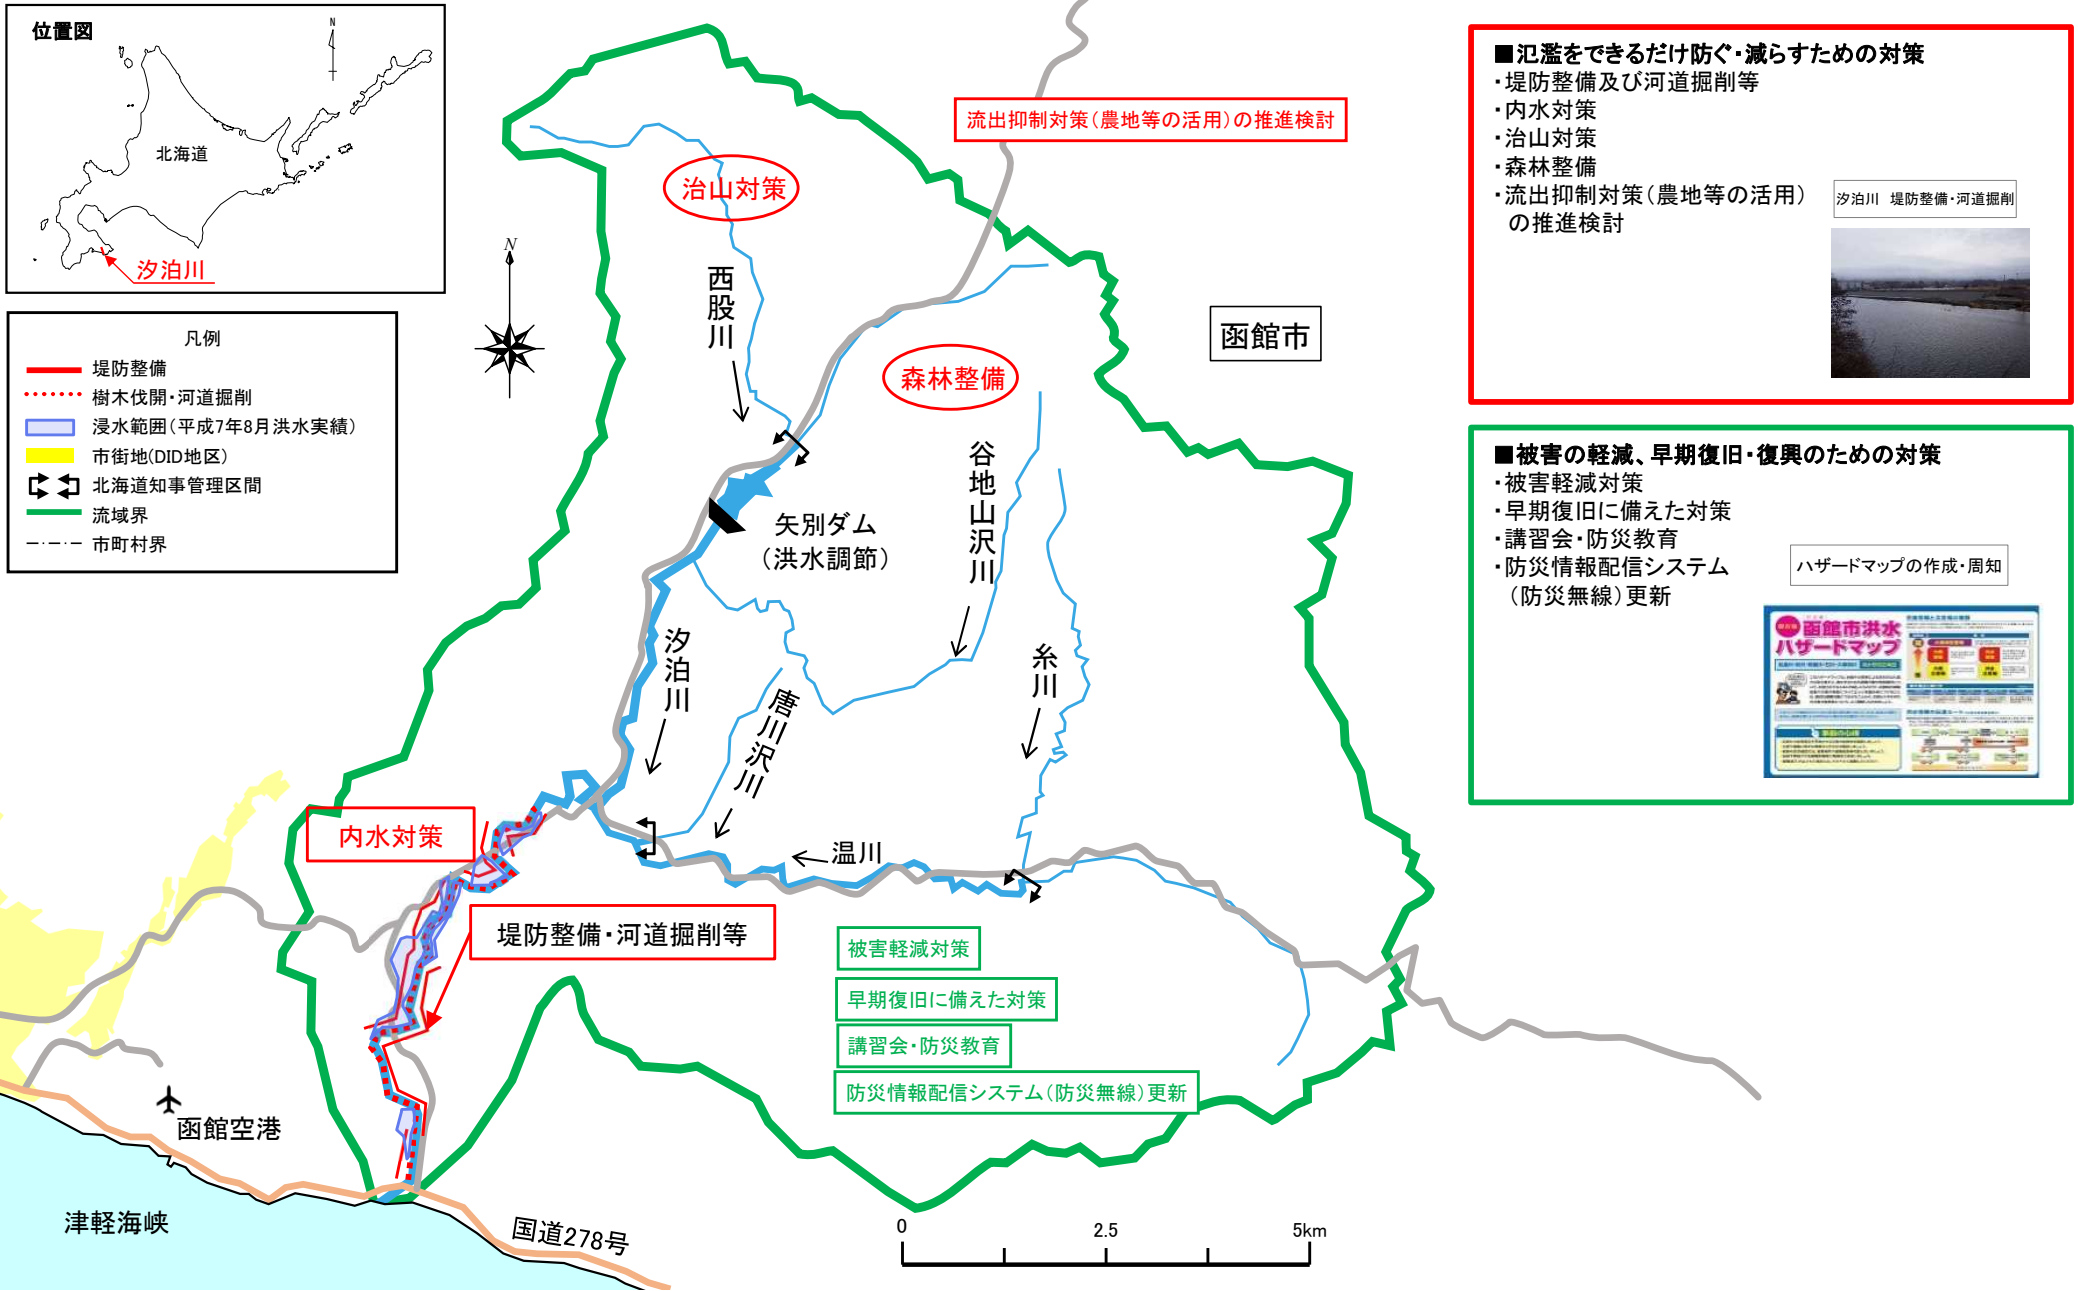 位置図
N
北海道
汐泊川
凡例
堤防整備
樹木伐開・河道掘削
浸水範囲(平成7年8月洪水実績)
市街地(DID地区)
北海道知事管理区間
流域界
市町村界
流出抑制対策(農地等の活用)の推進検討
治山対策
N
西股川
函館市
森林整備
谷地山沢川
矢別ダム
(洪水調節)
汐泊川
糸川
唐川沢川
内水対策
温川
堤防整備・河道掘削等
被害軽減対策
早期復旧に備えた対策
講習会・防災教育
防災情報配信システム(防災無線)更新
函館空港
津軽海峡
国道278号
0 2.5 5km
■氾濫をできるだけ防ぐ・減らすための対策
・堤防整備及び河道掘削等
・内水対策
・治山対策
・森林整備
・流出抑制対策(農地等の活用)
の推進検討
汐泊川 堤防整備・河道掘削
■被害の軽減、早期復旧・復興のための対策
・被害軽減対策
・早期復旧に備えた対策
・講習会・防災教育
・防災情報配信システム
(防災無線)更新
ハザードマップの作成・周知
函館市洪水
ハザードマップ